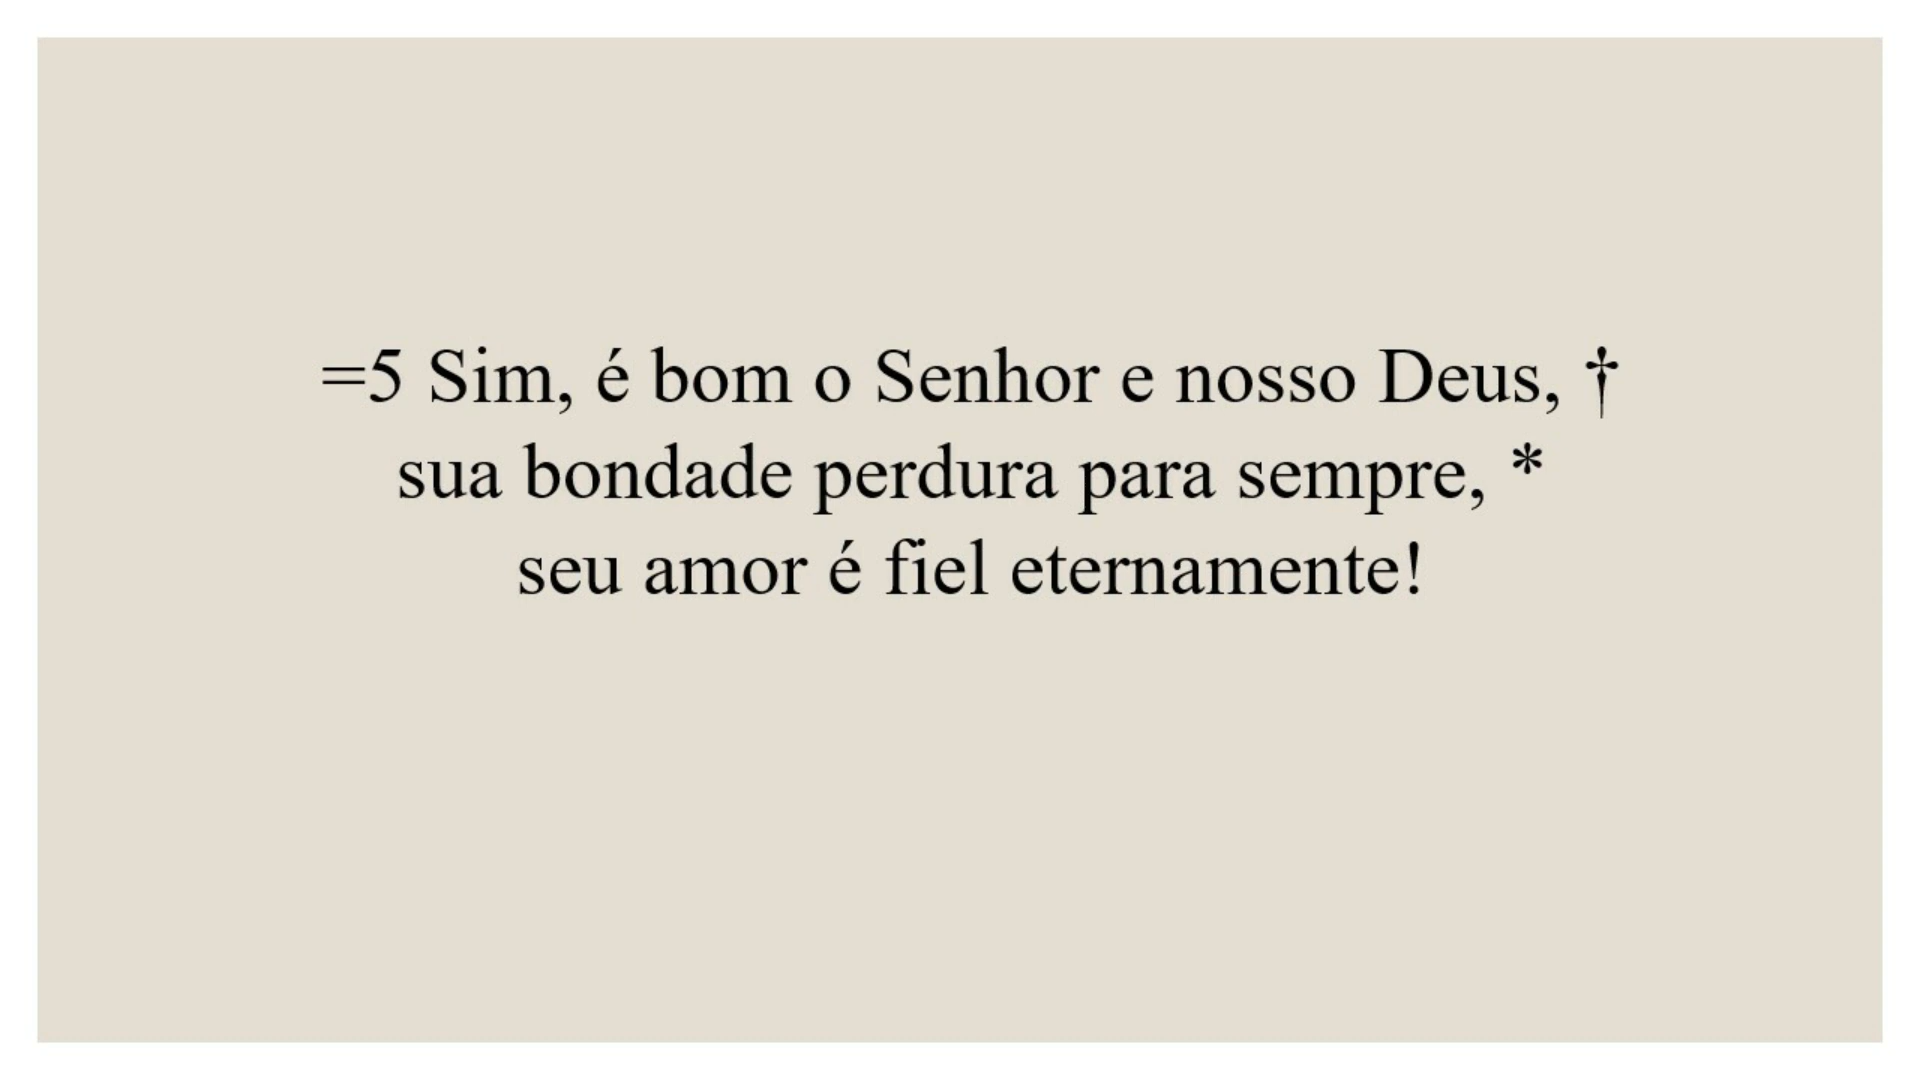 =5 Sim, é bom o Senhor e nosso Deus, †
sua bondade perdura para sempre, *
seu amor é fiel eternamente!